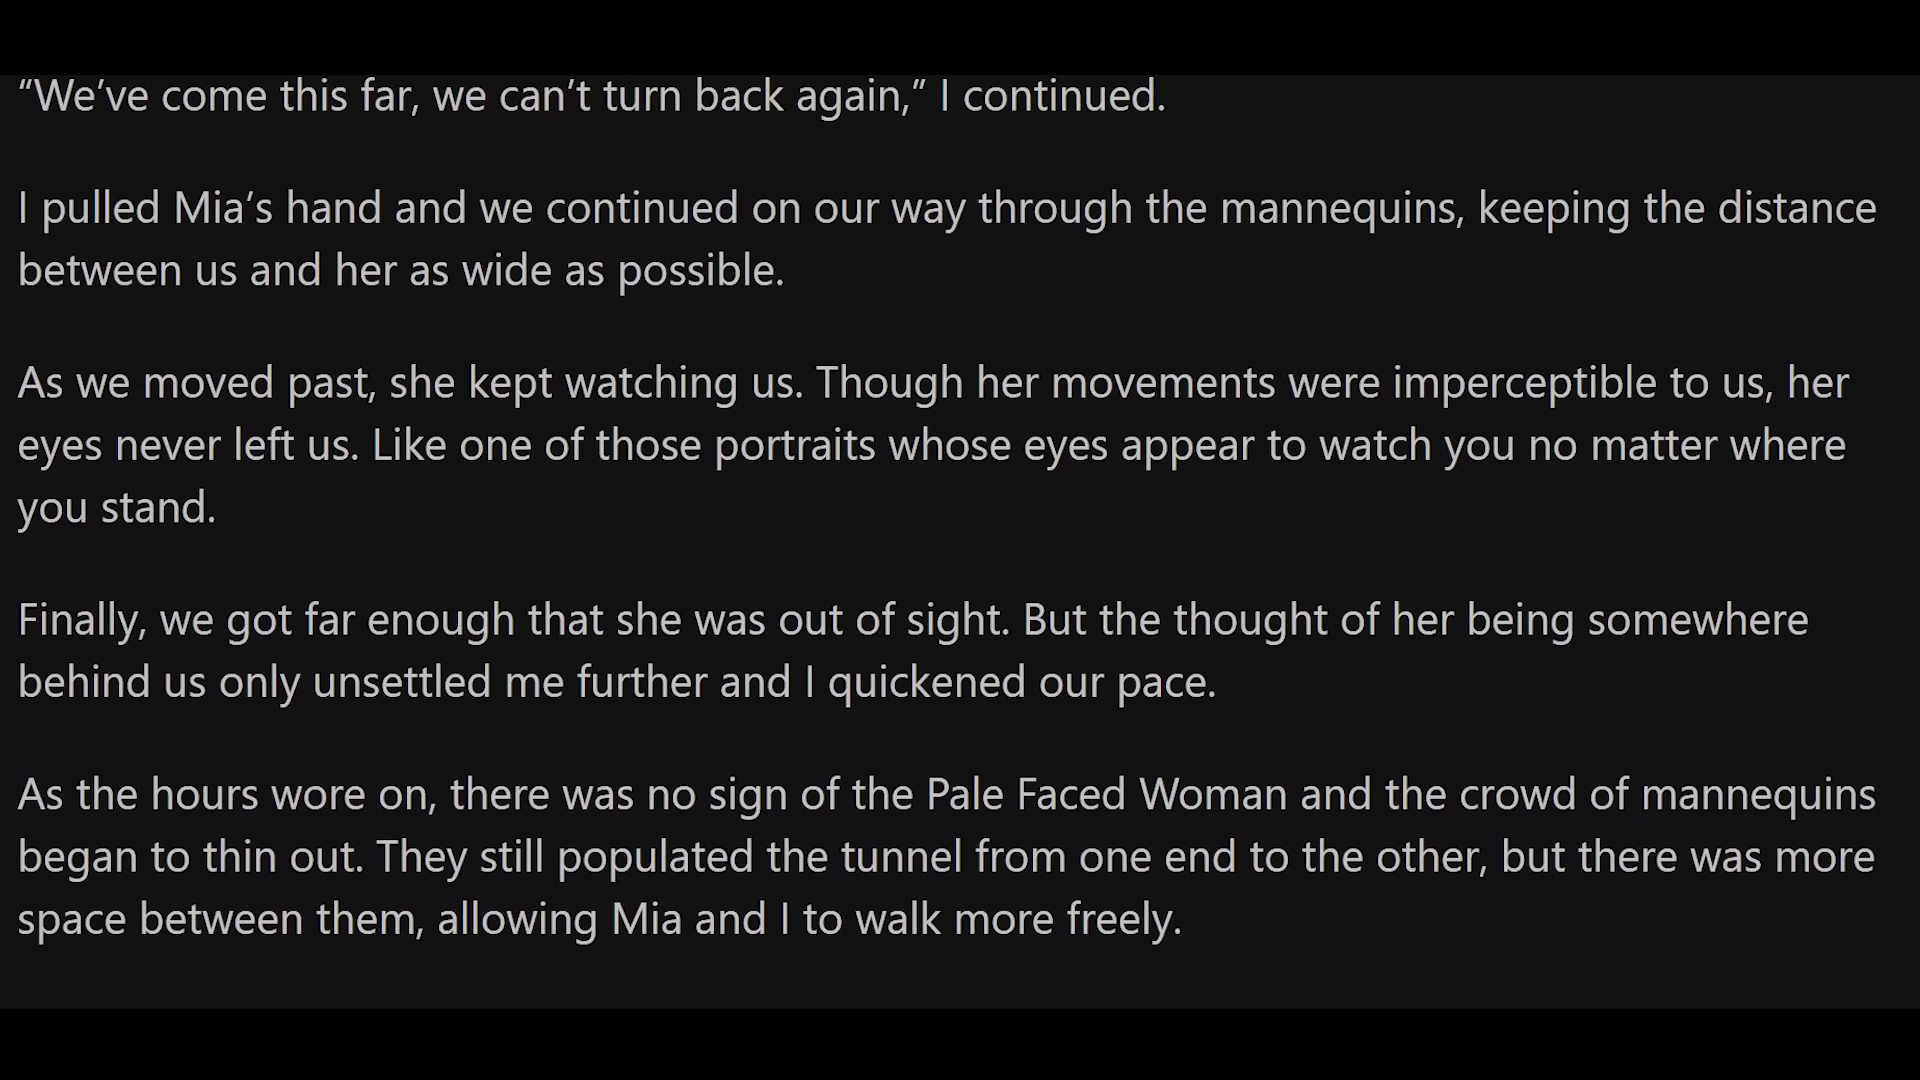 “We’ve come this far, we can’t turn back again,” I continued.
I pulled Mia’s hand and we continued on our way through the mannequins, keeping the distance
between us and her as wide as possible.
As we moved past, she kept watching us. Though her movements were imperceptible to us, her
eyes never left us. Like one of those portraits whose eyes appear to watch you no matter where
you stand.
Finally, we got far enough that she was out of sight. But the thought of her being somewhere
behind us only unsettled me further and I quickened our pace.
As the hours wore on, there was no sign of the Pale Faced Woman and the crowd of mannequins
began to thin out. They still populated the tunnel from one end to the other, but there was more
space between them, allowing Mia and I to walk more freely.